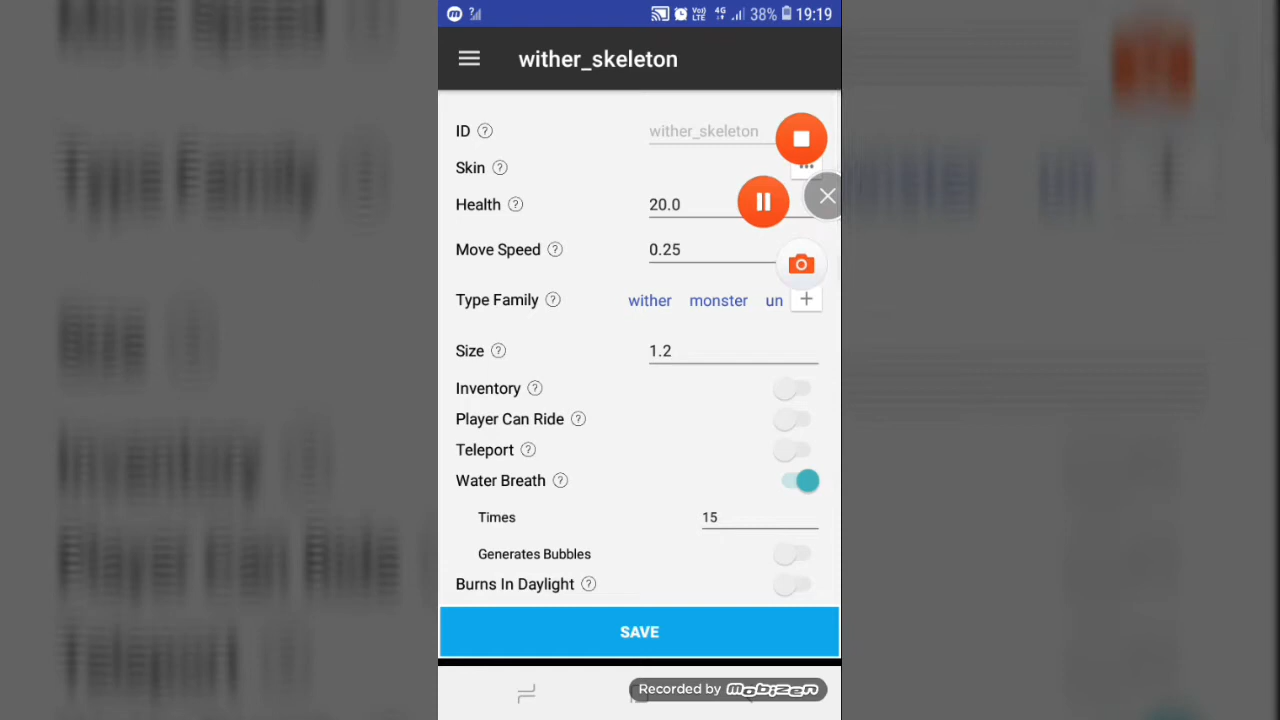 38% 19:19
wither_skeleton
ID ? wither_skeleton
Skin ?
Health ? 20.0
Move Speed ? 0.25
Type Family ? wither monster un +
Size ? 1.2
Inventory ?
Player Can Ride ?
Teleport ?
Water Breath ?
Times 15
Generates Bubbles
Burns In Daylight ?
SAVE
Recorded by mobizen